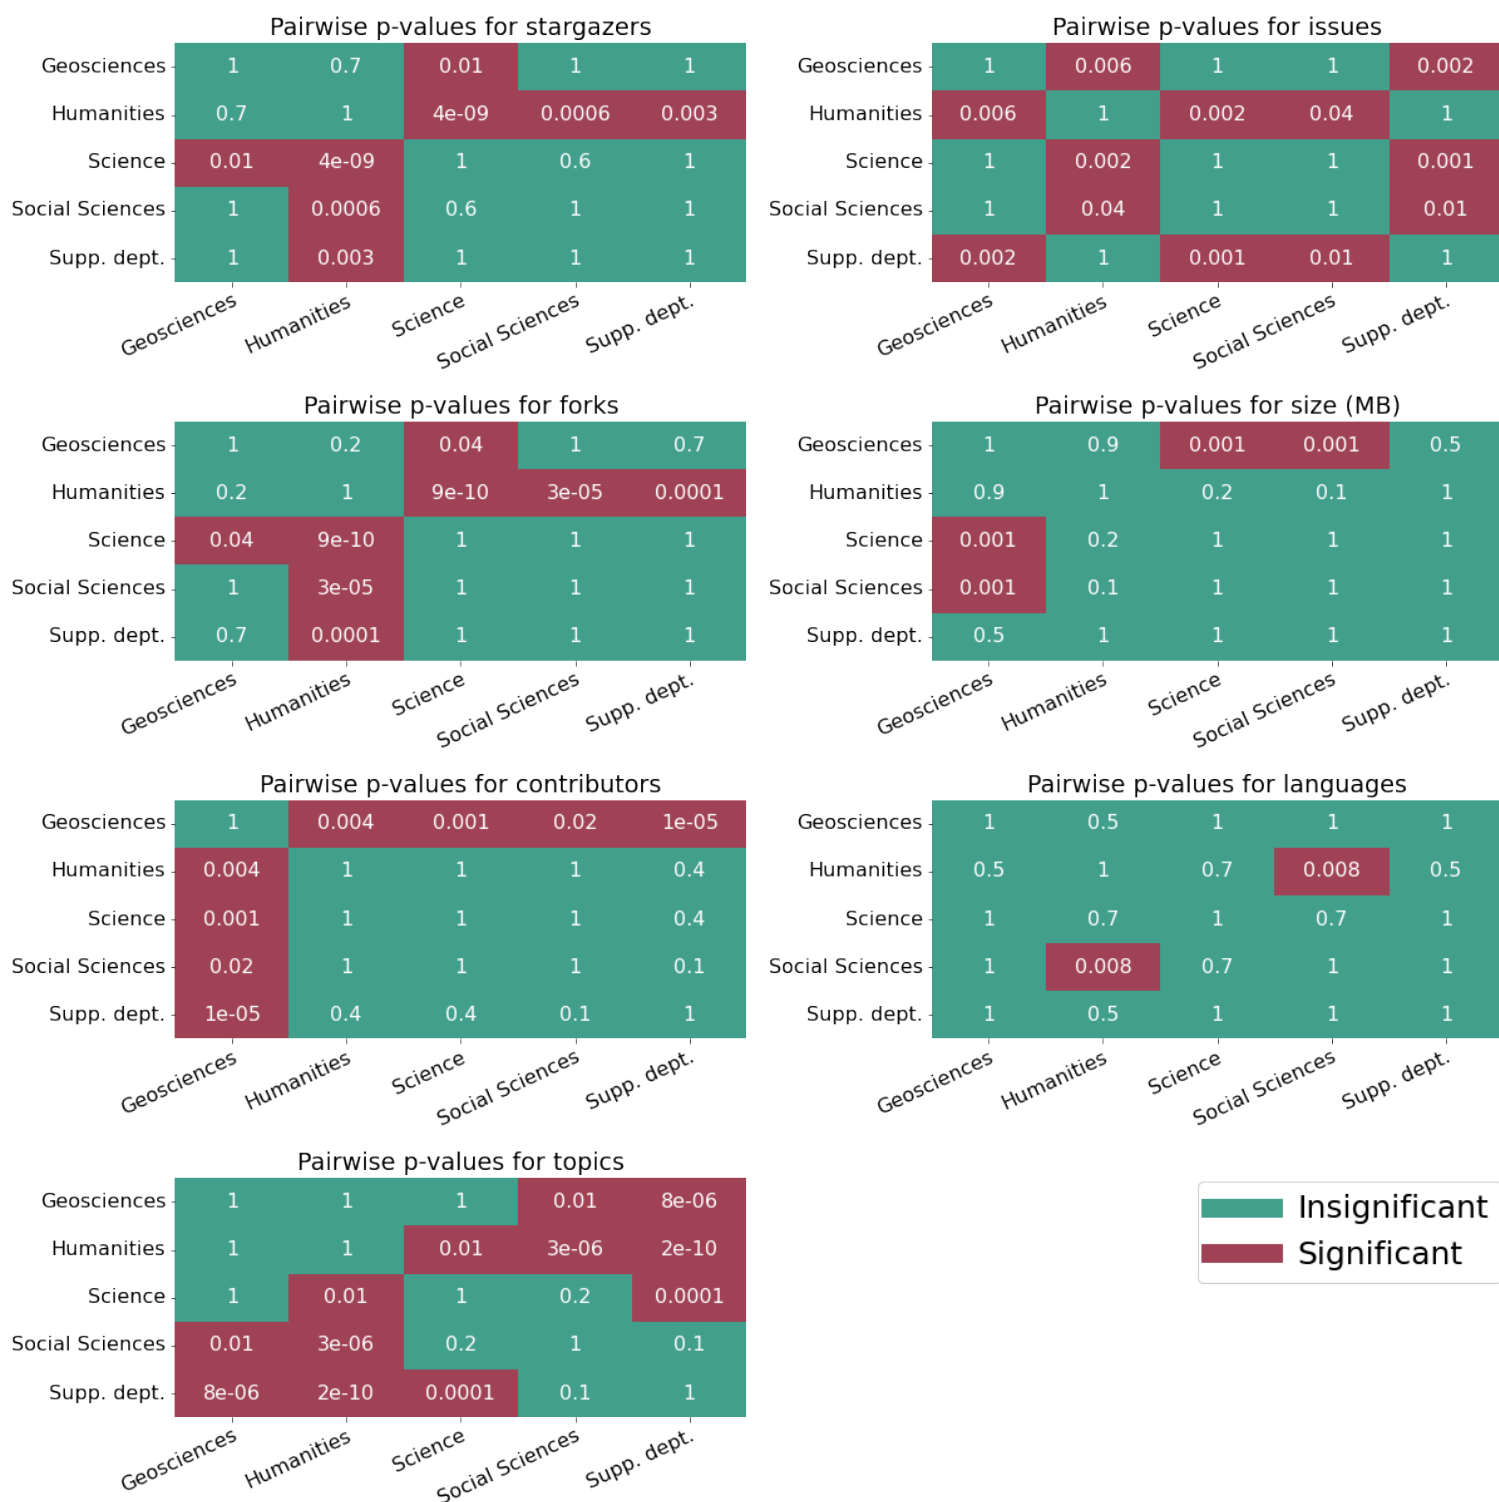 Pairwise p-values for stargazers
Geosciences 1 0.7 0.01 1 1
Humanities 0.7 1 4e-09 0.0006 0.003
Science 0.01 4e-09 1 0.6 1
Social Sciences 1 0.0006 0.6 1 1
Supp. dept. 1 0.003 1 1 1
Geosciences Humanities Science Social Sciences Supp. dept.
Pairwise p-values for issues
Geosciences 1 0.006 1 1 0.002
Humanities 0.006 1 0.002 0.04 1
Science 1 0.002 1 1 0.001
Social Sciences 1 0.04 1 1 0.01
Supp. dept. 0.002 1 0.001 0.01 1
Geosciences Humanities Science Social Sciences Supp. dept.
Pairwise p-values for forks
Geosciences 1 0.2 0.04 1 0.7
Humanities 0.2 1 9e-10 3e-05 0.0001
Science 0.04 9e-10 1 1 1
Social Sciences 1 3e-05 1 1 1
Supp. dept. 0.7 0.0001 1 1 1
Geosciences Humanities Science Social Sciences Supp. dept.
Pairwise p-values for size (MB)
Geosciences 1 0.9 0.001 0.001 0.5
Humanities 0.9 1 0.2 0.1 1
Science 0.001 0.2 1 1 1
Social Sciences 0.001 0.1 1 1 1
Supp. dept. 0.5 1 1 1 1
Geosciences Humanities Science Social Sciences Supp. dept.
Pairwise p-values for contributors
Geosciences 1 0.004 0.001 0.02 1e-05
Humanities 0.004 1 1 1 0.4
Science 0.001 1 1 1 0.4
Social Sciences 0.02 1 1 1 0.1
Supp. dept. 1e-05 0.4 0.4 0.1 1
Geosciences Humanities Science Social Sciences Supp. dept.
Pairwise p-values for languages
Geosciences 1 0.5 1 1 1
Humanities 0.5 1 0.7 0.008 0.5
Science 1 0.7 1 0.7 1
Social Sciences 1 0.008 0.7 1 1
Supp. dept. 1 0.5 1 1 1
Geosciences Humanities Science Social Sciences Supp. dept.
Pairwise p-values for topics
Geosciences 1 1 1 0.01 8e-06
Humanities 1 1 0.01 3e-06 2e-10
Science 1 0.01 1 0.2 0.0001
Social Sciences 0.01 3e-06 0.2 1 0.1
Supp. dept. 8e-06 2e-10 0.0001 0.1 1
Geosciences Humanities Science Social Sciences Supp. dept.
Insignificant
Significant